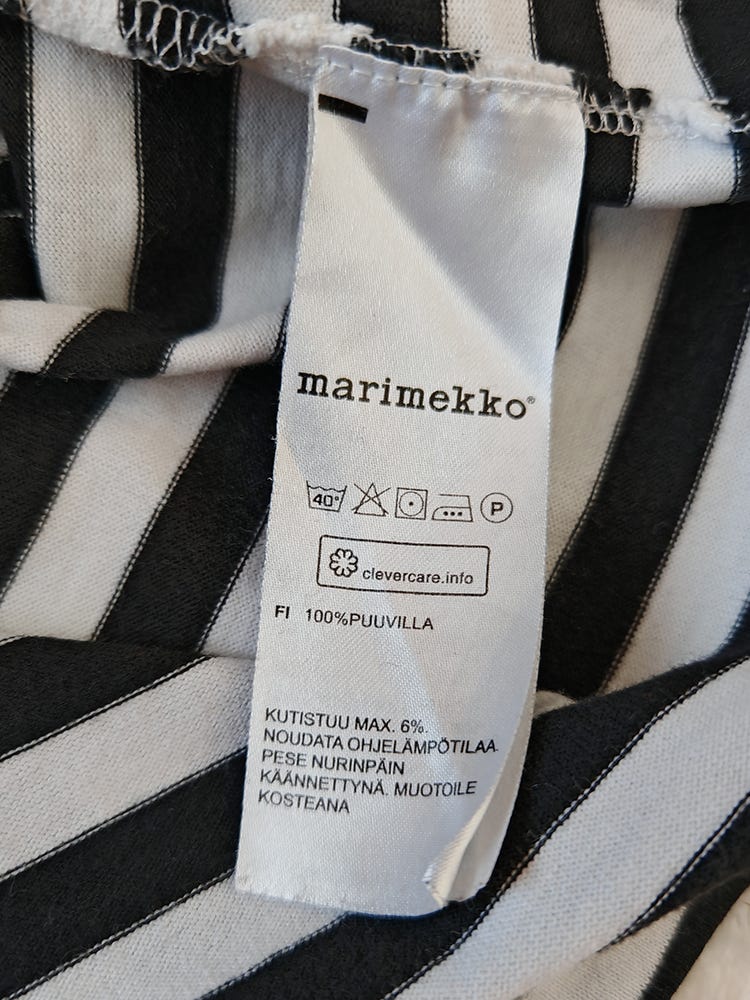 marimekko®
40° P
clevercare.info
FI 100%PUUVILLA
KUTISTUU MAX. 6%.
NOUDATA OHJELÄMPÖTILAA.
PESE NURINPÄIN
KÄÄNNETTYNÄ. MUOTOILE
KOSTEANA